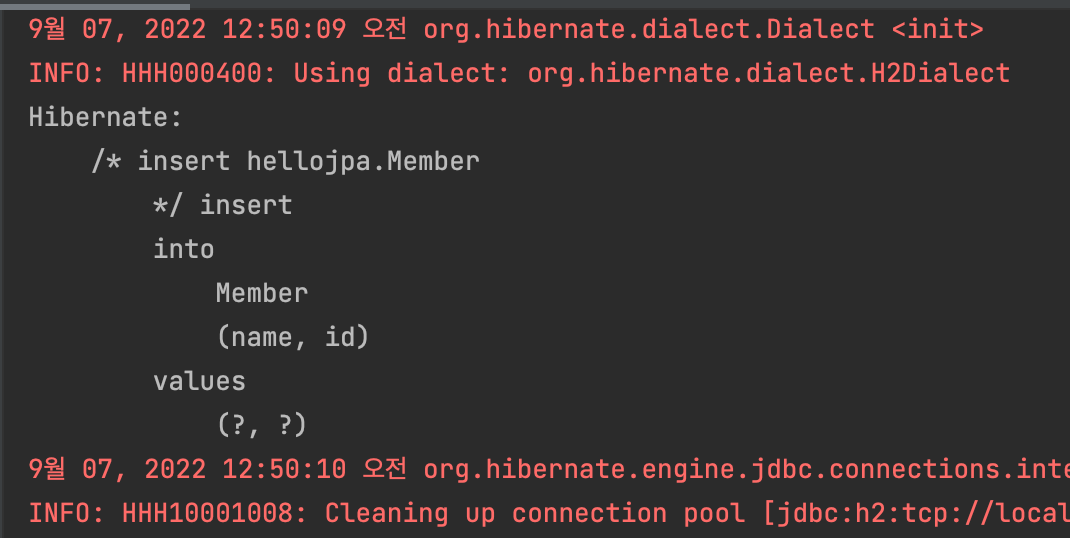 9월 07, 2022 12:50:09 오전 org.hibernate.dialect.Dialect <init>
INFO: HHH000400: Using dialect: org.hibernate.dialect.H2Dialect
Hibernate:
/* insert hellojpa.Member
*/ insert
into
Member
(name, id)
values
(?, ?)
9월 07, 2022 12:50:10 오전 org.hibernate.engine.jdbc.connections.inte
INFO: HHH10001008: Cleaning up connection pool [jdbc:h2:tcp://local